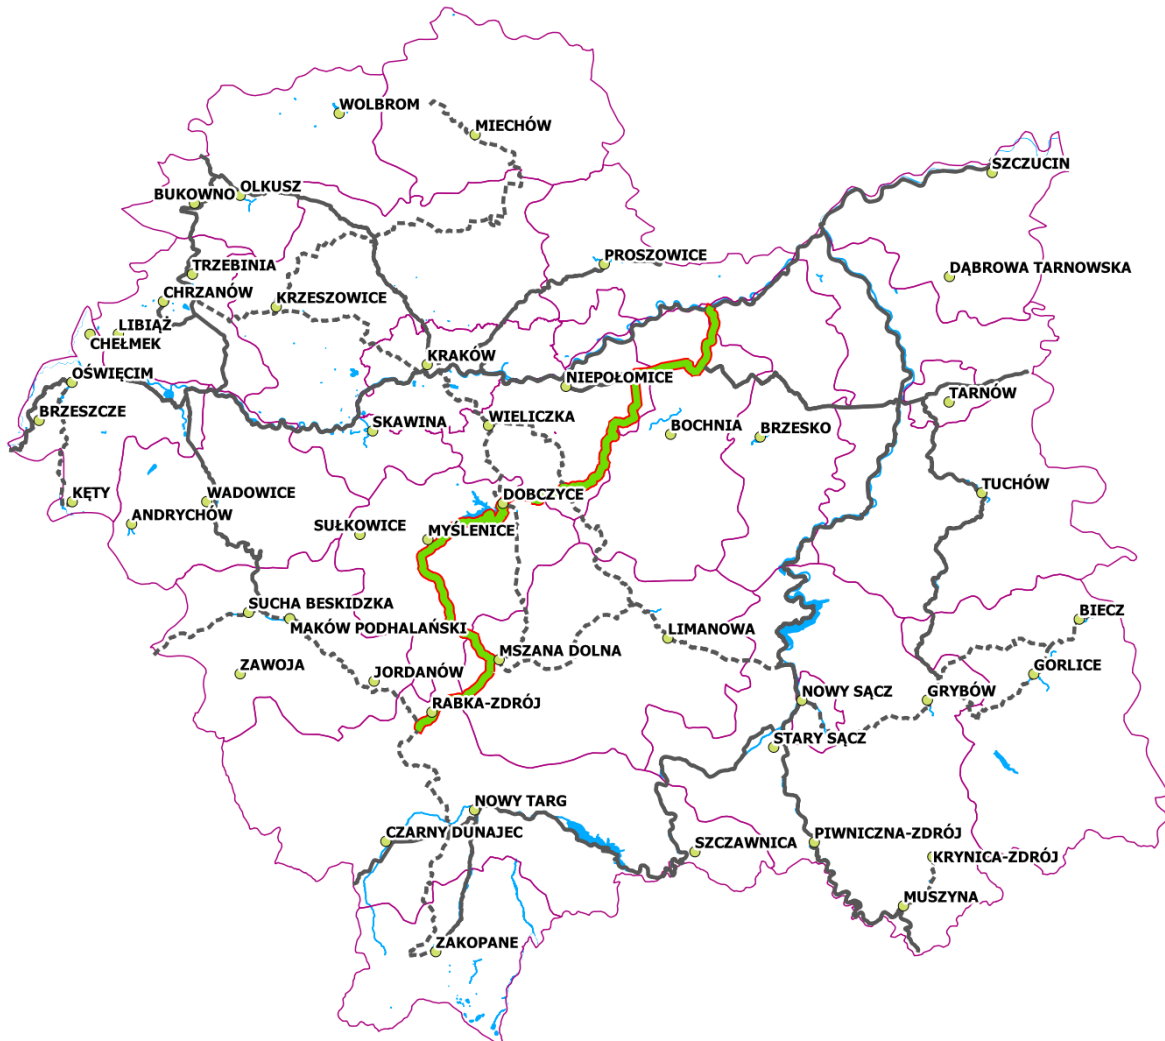 WOLBROM
MIECHÓW
SZCZUCIN
OLKUSZ
BUKOWNO
PROSZOWICE
TRZEBINIA
DĄBROWA TARNOWSKA
CHRZANÓW
KRZESZOWICE
LIBIĄŻ
CHEŁMEK
KRAKÓW
OŚWIĘCIM
NIEPOŁOMICE
TARNÓW
BRZESZCZE
SKAWINA
WIELICZKA
BOCHNIA
BRZESKO
TUCHÓW
KĘTY
WADOWICE
DOBCZYCE
ANDRYCHÓW
SUŁKOWICE
MYŚLENICE
SUCHA BESKIDZKA
BIECZ
MAKÓW PODHALAŃSKI
LIMANOWA
ZAWOJA
MSZANA DOLNA
GORLICE
JORDANÓW
NOWY SĄCZ
GRYBÓW
RABKA-ZDRÓJ
STARY SĄCZ
NOWY TARG
CZARNY DUNAJEC
SZCZAWNICA
PIWNICZNA-ZDRÓJ
KRYNICA-ZDRÓJ
MUSZYNA
ZAKOPANE